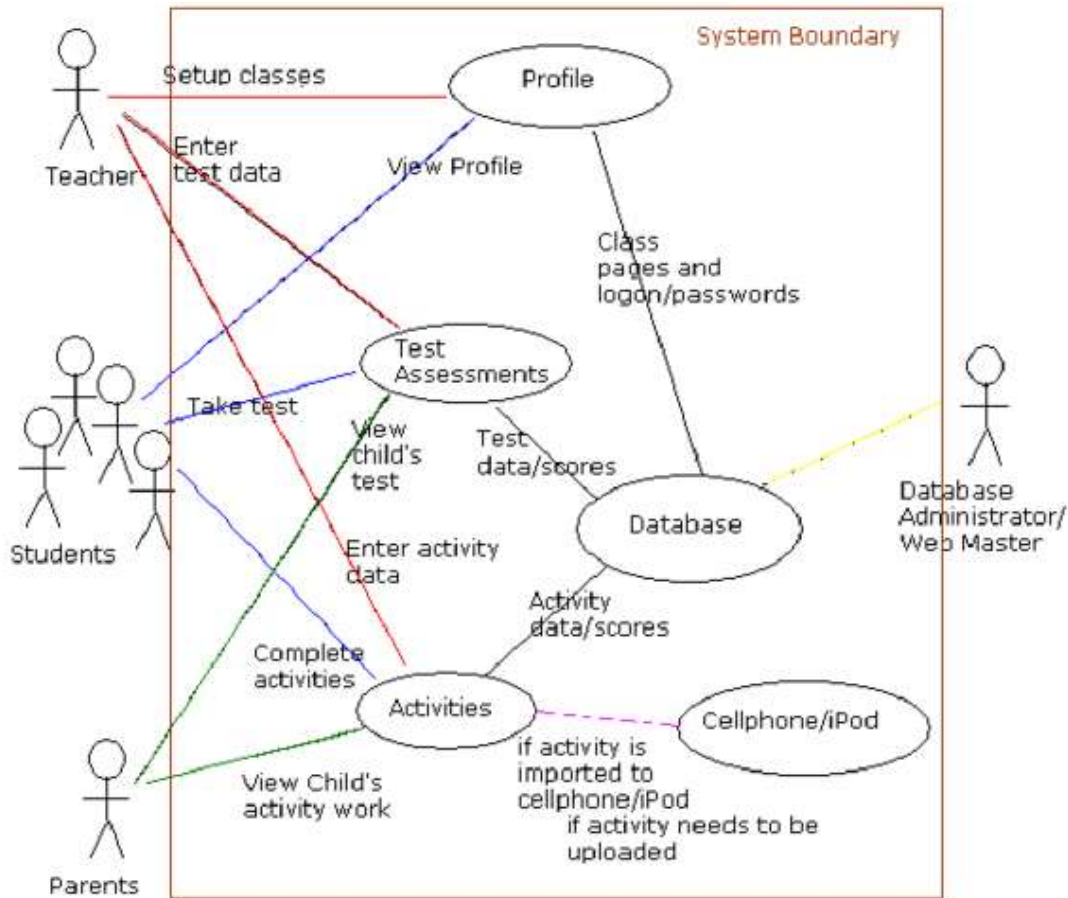 System Boundary
Setup classes
Profile
Enter
test data
View Profile
Teacher
Class
pages and
logon/passwords
Test
Assessments
Take test
View
child's
test
Test
data/scores
Database
Database
Administrator/
Web Master
Students
Enter activity
data
Activity
data/scores
Complete
activities
Activities
Cellphone/iPod
if activity is
imported to
cellphone/iPod
if activity needs to be
uploaded
View Child's
activity work
Parents